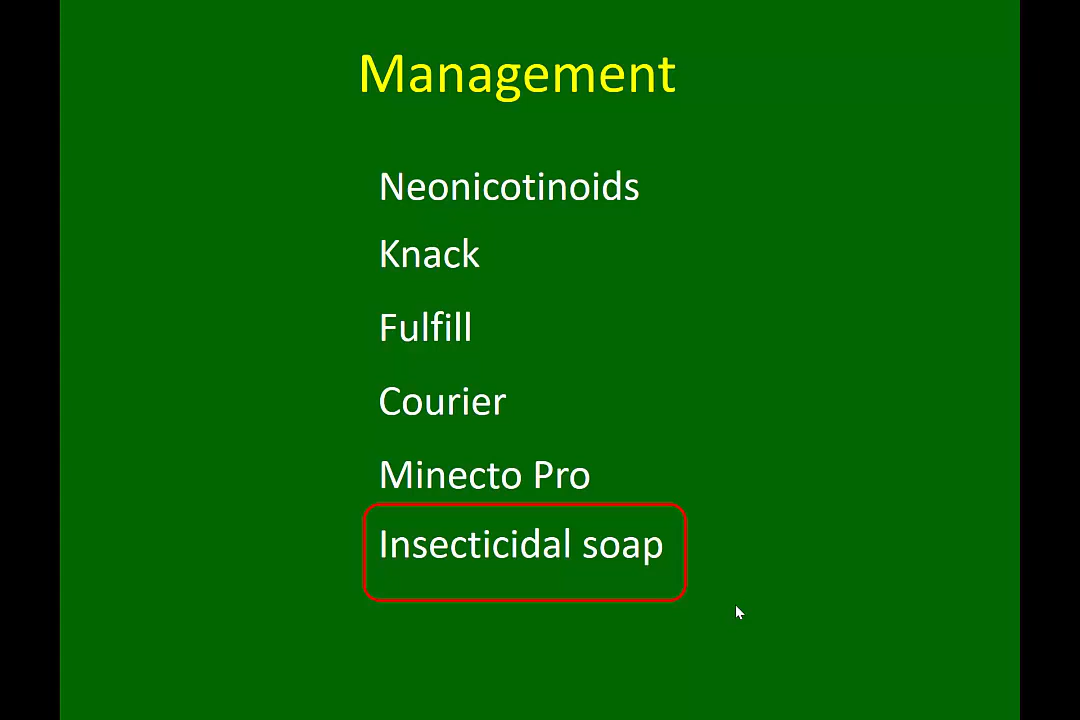 Management
Neonicotinoids
Knack
Fulfill
Courier
Minecto Pro
Insecticidal soap